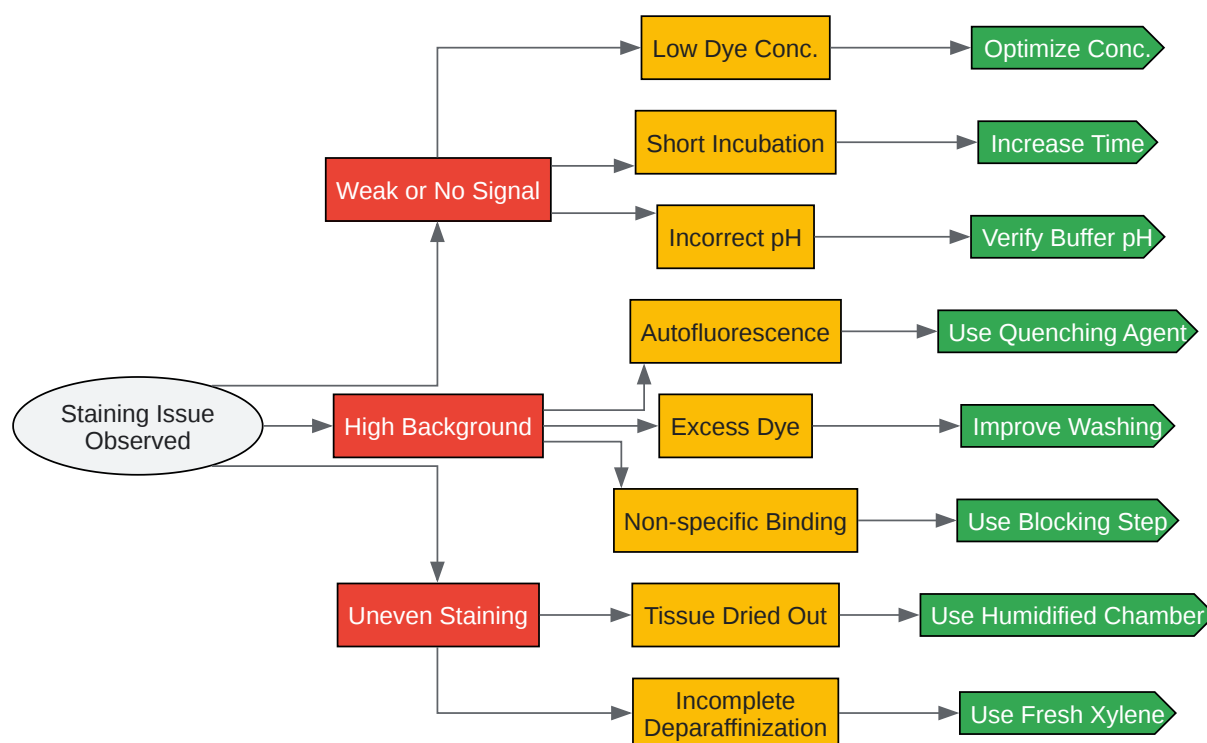 Staining Issue
Observed
Weak or No Signal
Low Dye Conc.
Optimize Conc.
Short Incubation
Increase Time
Incorrect pH
Verify Buffer pH
High Background
Autofluorescence
Use Quenching Agent
Excess Dye
Improve Washing
Non-specific Binding
Use Blocking Step
Uneven Staining
Tissue Dried Out
Use Humidified Chamber
Incomplete
Deparaffinization
Use Fresh Xylene